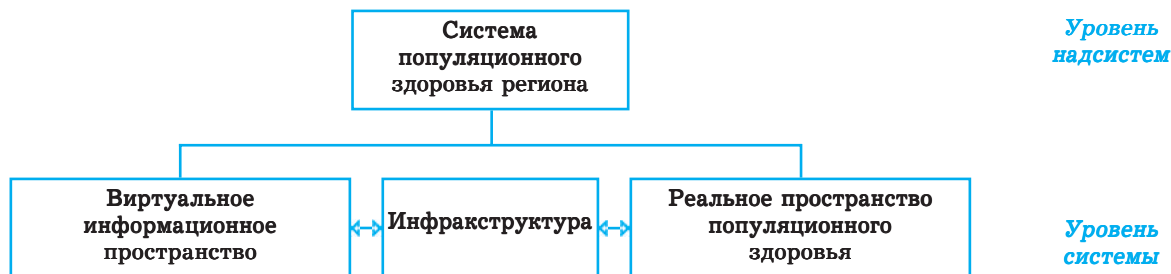 Система
популяционного
здоровья региона
Уровень
надсистем
Виртуальное
информационное
пространство
Инфракструктура
Реальное пространство
популяционного
здоровья
Уровень
системы